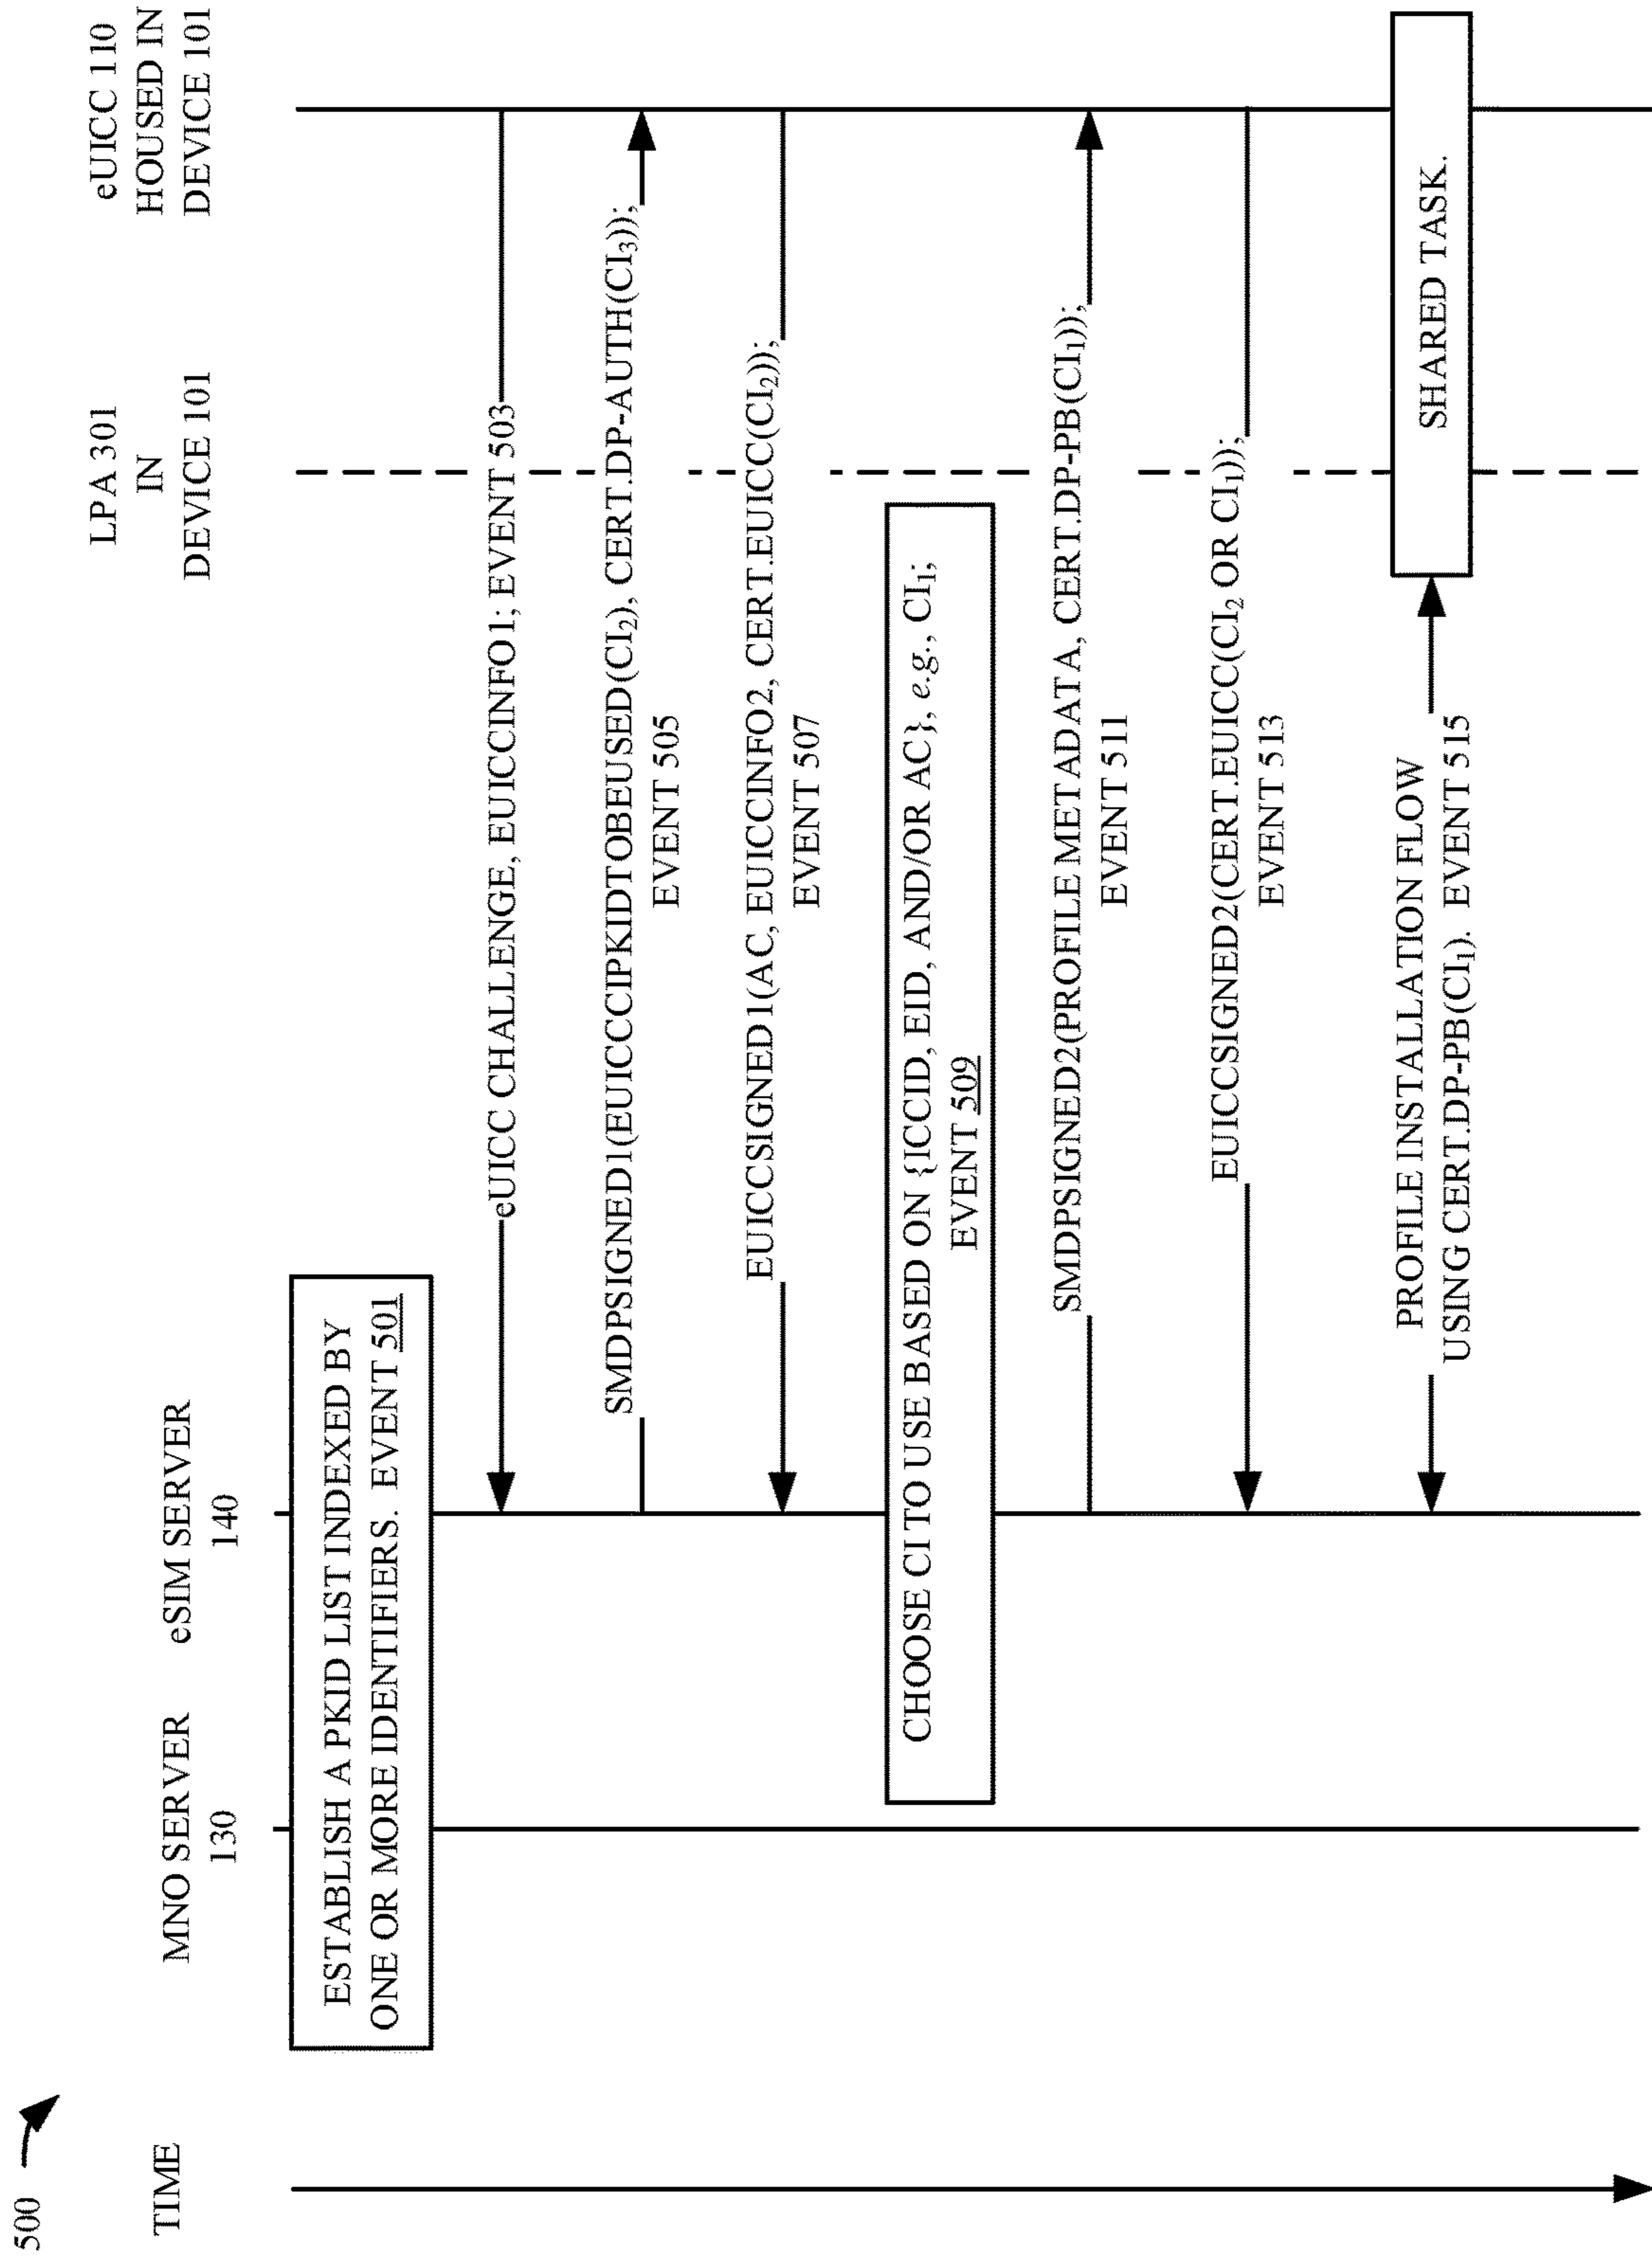 500
TIME
MNO SERVER
130
eSIM SERVER
140
LPA 301
IN
DEVICE 101
eUICC 110
HOUSED IN
DEVICE 101
ESTABLISH A PKID LIST INDEXED BY
ONE OR MORE IDENTIFIERS. EVENT 501
eUICC CHALLENGE, EUICCINFO1; EVENT 503
SMDPSIGNED1(EUICCCIPKIDTOBEUSED(CI₂), CERT.DP-AUTH(CI₃));
EVENT 505
EUICCSIGNED1(AC, EUICCINFO2, CERT.EUICC(CI₂));
EVENT 507
CHOOSE CI TO USE BASED ON {ICCID, EID, AND/OR AC}, e.g., CI₁;
EVENT 509
SMDPSIGNED2(PROFILE METADATA, CERT.DP-PB(CI₁));
EVENT 511
EUICCSIGNED2(CERT.EUICC(CI₂ OR CI₁));
EVENT 513
PROFILE INSTALLATION FLOW
USING CERT.DP-PB(CI₁). EVENT 515
SHARED TASK.